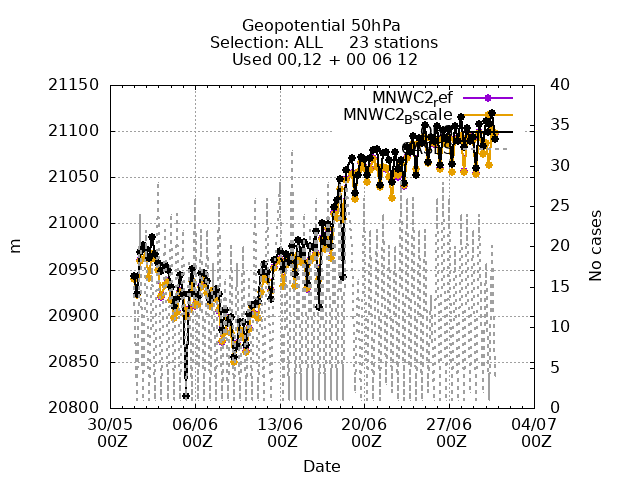 Geopotential 50hPa
Selection: ALL 23 stations
Used 00,12 + 00 06 12
MNWC2_ref
MNWC2_Bscale
21150
21100
21050
21000
20950
20900
20850
20800
m
40
35
30
25
20
15
10
5
0
No cases
30/05 06/06 13/06 20/06 27/06 04/07
00Z 00Z 00Z 00Z 00Z 00Z
Date